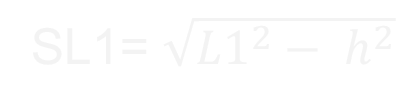 SL1= √L1² − h²